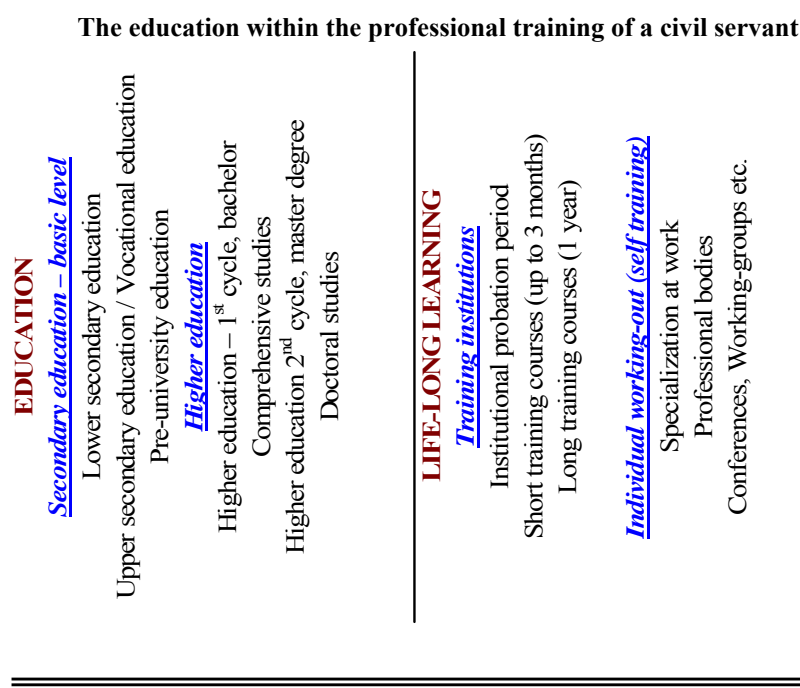 The education within the professional training of a civil servant
EDUCATION
Secondary education – basic level
Lower secondary education
Upper secondary education / Vocational education
Pre-university education
Higher education
Higher education – 1st cycle, bachelor
Comprehensive studies
Higher education 2nd cycle, master degree
Doctoral studies
LIFE-LONG LEARNING
Training institutions
Institutional probation period
Short training courses (up to 3 months)
Long training courses (1 year)
Individual working-out (self training)
Specialization at work
Professional bodies
Conferences, Working-groups etc.